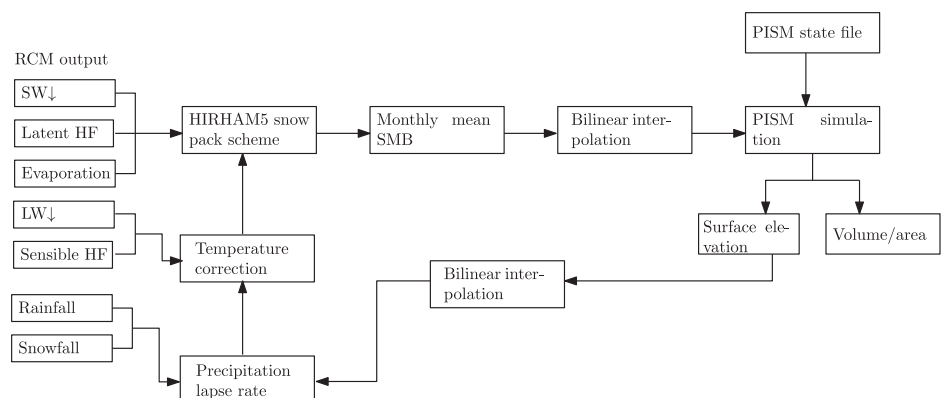 PISM state file
RCM output
SW↓
Latent HF
Evaporation
LW↓
Sensible HF
Rainfall
Snowfall
HIRHAM5 snow
pack scheme
Monthly mean
SMB
Bilinear inter-
polation
PISM simula-
tion
Temperature
correction
Surface ele-
vation
Volume/area
Bilinear inter-
polation
Precipitation
lapse rate